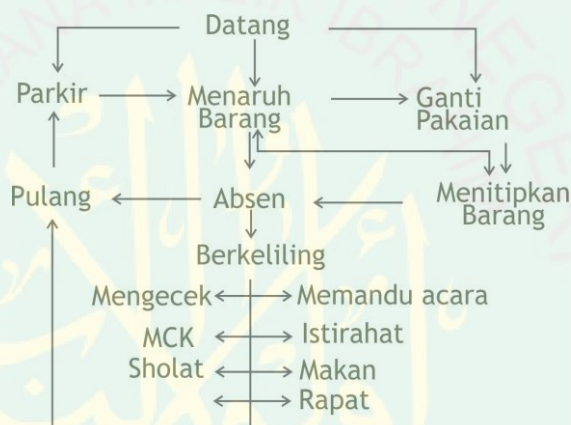 Datang
Parkir
Menaruh
Barang
Ganti
Pakaian
Pulang
Absen
Menitipkan
Barang
Berkeliling
Mengecek
Memandu acara
MCK
Istirahat
Sholat
Makan
Rapat